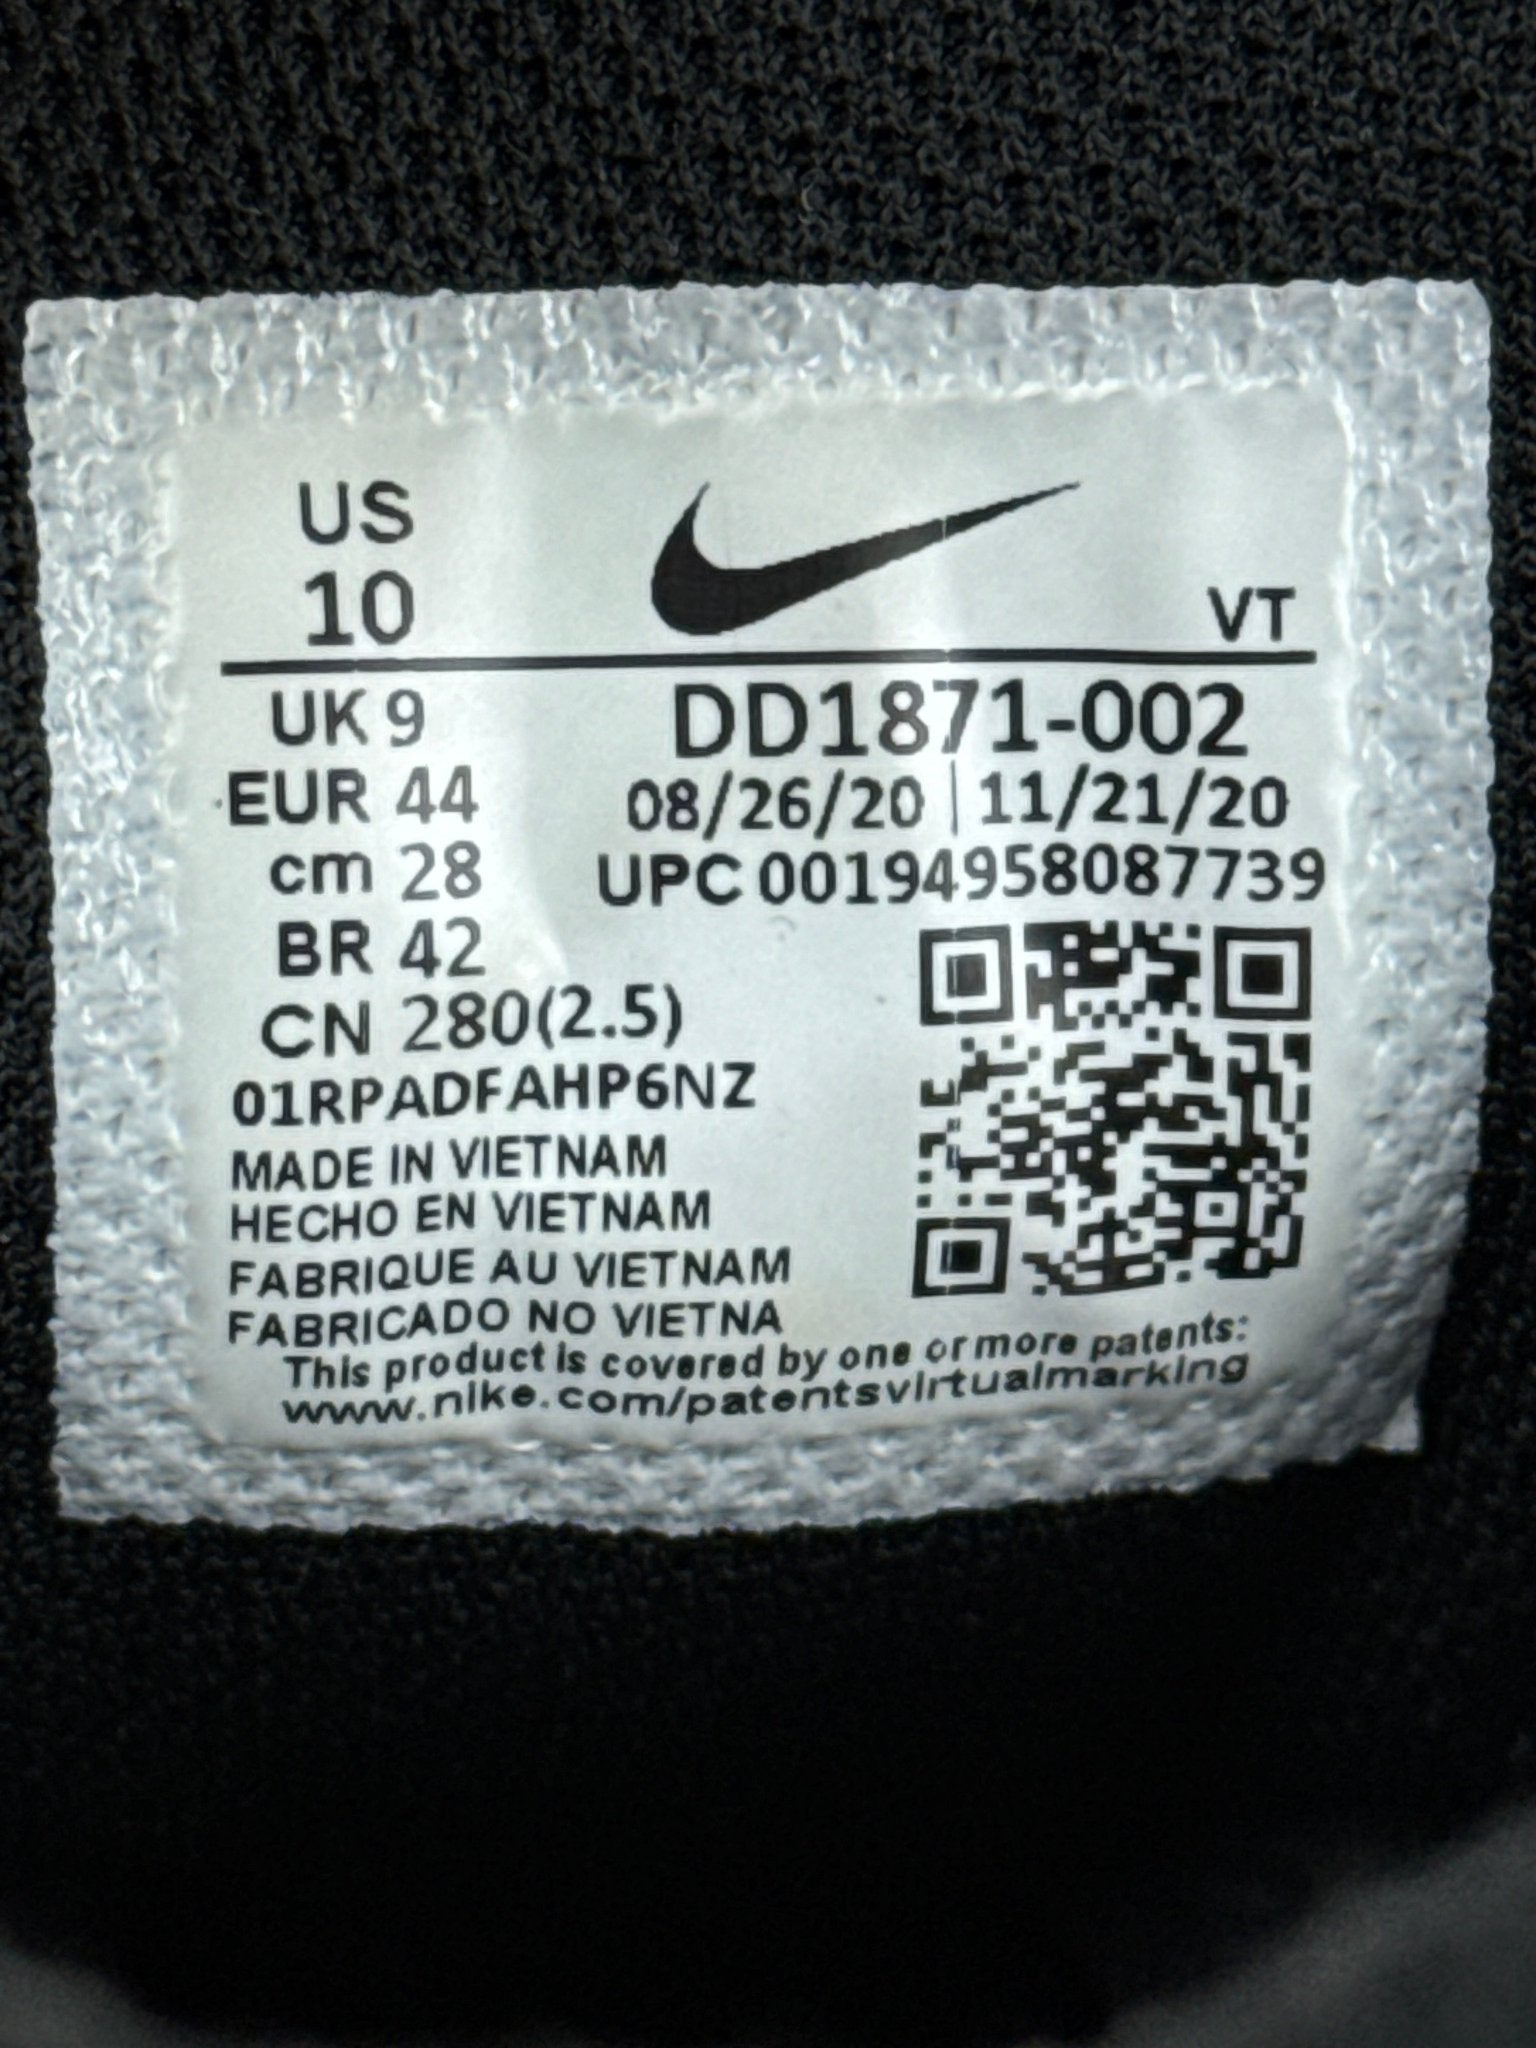 US
10
VT
UK 9
DD1871-002
EUR 44
08/26/20 | 11/21/20
cm 28
UPC 00194958087739
BR 42
CN 280(2.5)
01RPADFAHP6NZ
MADE IN VIETNAM
HECHO EN VIETNAM
FABRIQUE AU VIETNAM
FABRICADO NO VIETNA
This product is covered by one or more patents:
www.nike.com/patentsvirtualmarking